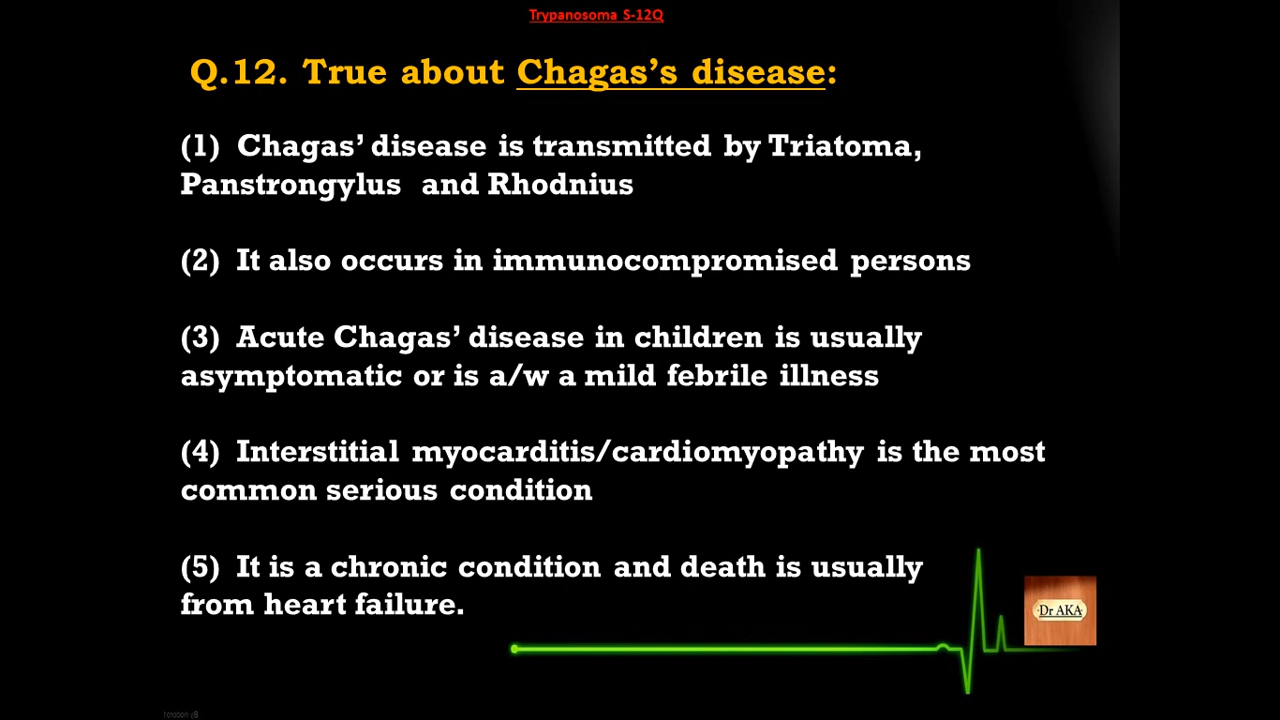 Trypanosoma S-12Q
Q.12. True about Chagas’s disease:
(1) Chagas’ disease is transmitted by Triatoma,
Panstrongylus and Rhodnius
(2) It also occurs in immunocompromised persons
(3) Acute Chagas’ disease in children is usually
asymptomatic or is a/w a mild febrile illness
(4) Interstitial myocarditis/cardiomyopathy is the most
common serious condition
(5) It is a chronic condition and death is usually
from heart failure.
Dr AKA